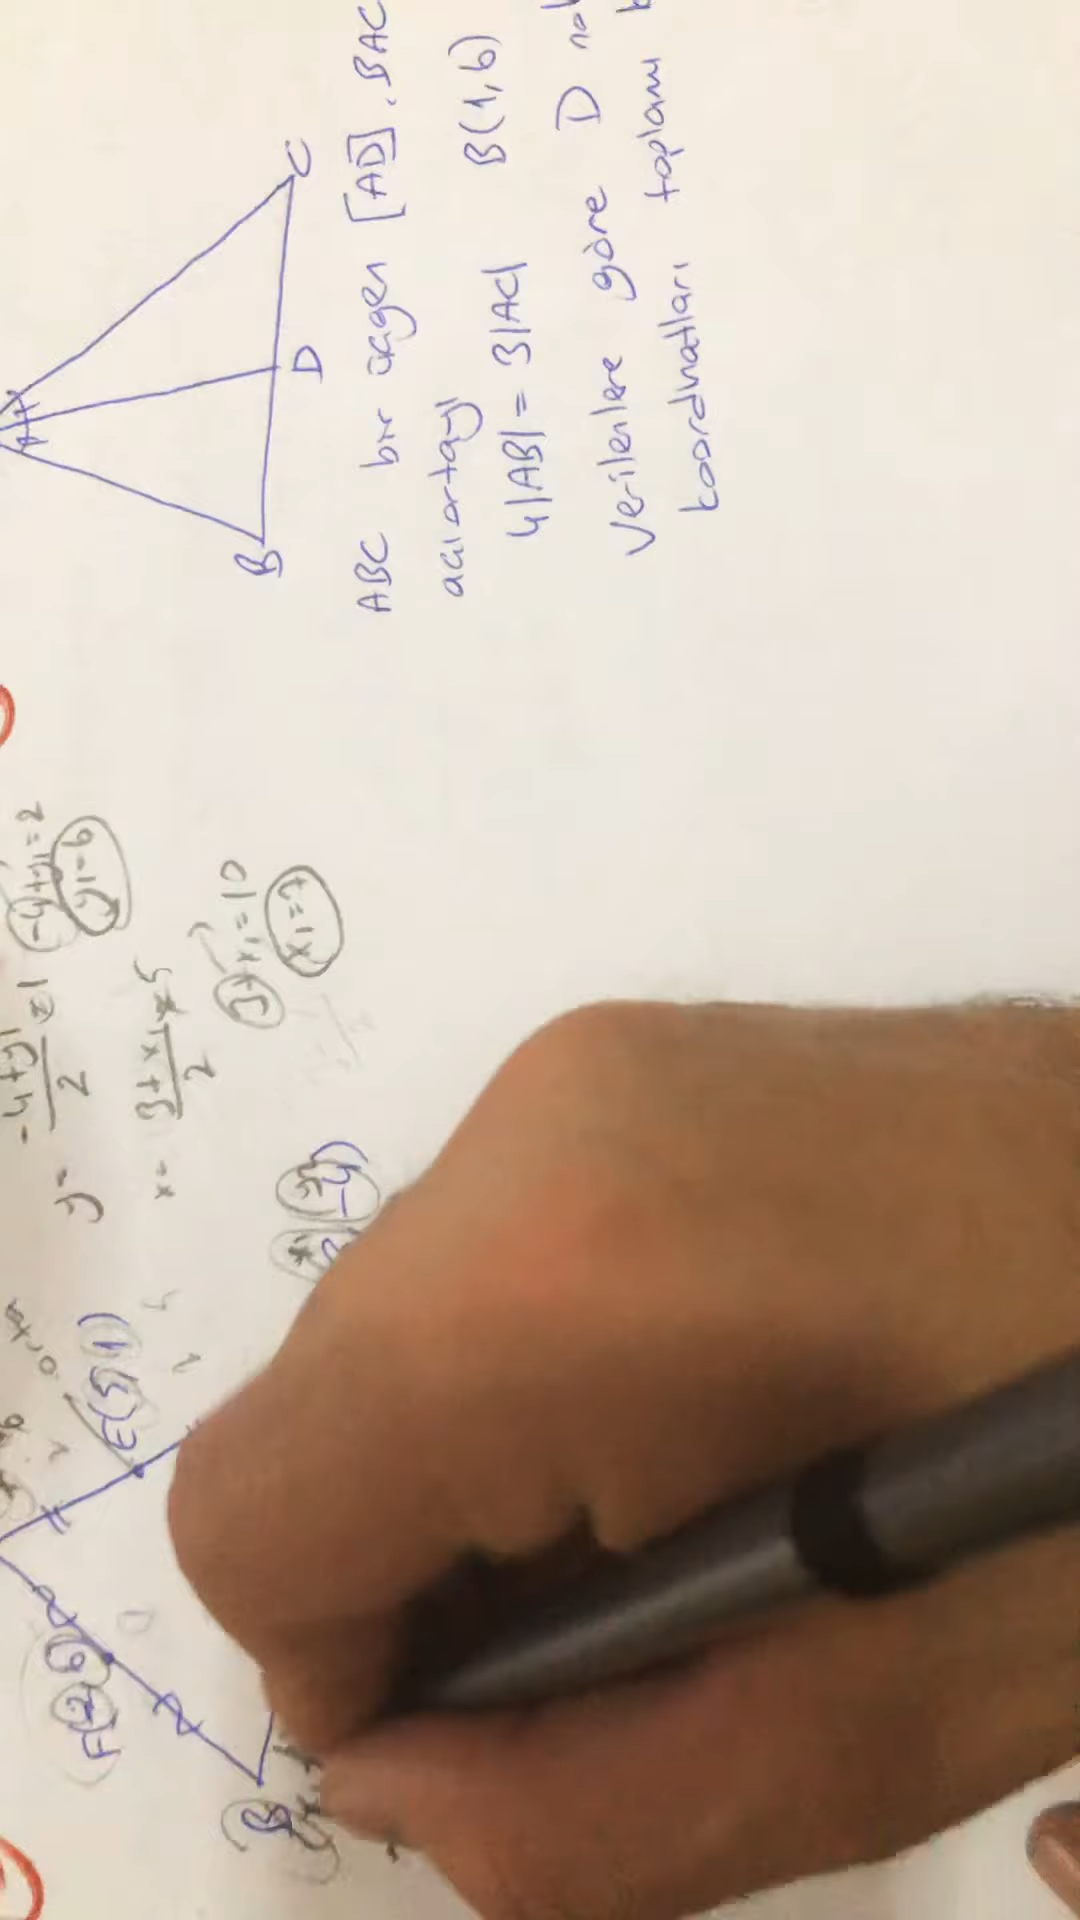 C
D
B
ABC bir üçgen [AD], BAC
açıortayı
B(1,6)
4|AB| = 3|AC|
Verilenlere göre D
koordinatları toplamı
-4+y1=2
y1=6
y= -4+y1/2 =1
x= 3+x1/2 =5
3+x1=10
x1=7
E(5,1)
F(2,6)
-4)
B